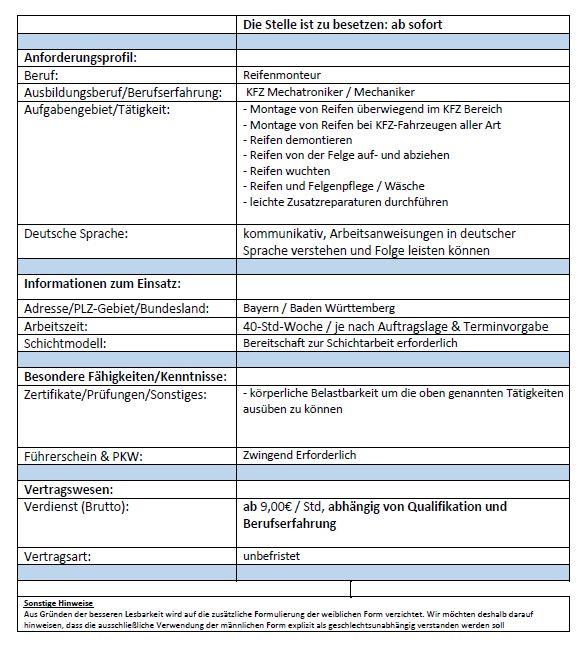 Die Stelle ist zu besetzen: ab sofort
Anforderungsprofil:
Beruf: Reifenmonteur
Ausbildungsberuf/Berufserfahrung: KFZ Mechatroniker / Mechaniker
Aufgabengebiet/Tätigkeit: - Montage von Reifen überwiegend im KFZ Bereich
- Montage von Reifen bei KFZ-Fahrzeugen aller Art
- Reifen demontieren
- Reifen von der Felge auf- und abziehen
- Reifen wuchten
- Reifen und Felgenpflege / Wäsche
- leichte Zusatzreparaturen durchführen
Deutsche Sprache: kommunikativ, Arbeitsanweisungen in deutscher
Sprache verstehen und Folge leisten können
Informationen zum Einsatz:
Adresse/PLZ-Gebiet/Bundesland: Bayern / Baden Württemberg
Arbeitszeit: 40-Std-Woche / je nach Auftragslage & Terminvorgabe
Schichtmodell: Bereitschaft zur Schichtarbeit erforderlich
Besondere Fähigkeiten/Kenntnisse:
Zertifikate/Prüfungen/Sonstiges: - körperliche Belastbarkeit um die oben genannten Tätigkeiten
ausüben zu können
Führerschein & PKW: Zwingend Erforderlich
Vertragswesen:
Verdienst (Brutto): ab 9,00€ / Std, abhängig von Qualifikation und
Berufserfahrung
Vertragsart: unbefristet
Sonstige Hinweise
Aus Gründen der besseren Lesbarkeit wird auf die zusätzliche Formulierung der weiblichen Form verzichtet. Wir möchten deshalb darauf
hinweisen, dass die ausschließliche Verwendung der männlichen Form explizit als geschlechtsunabhängig verstanden werden soll